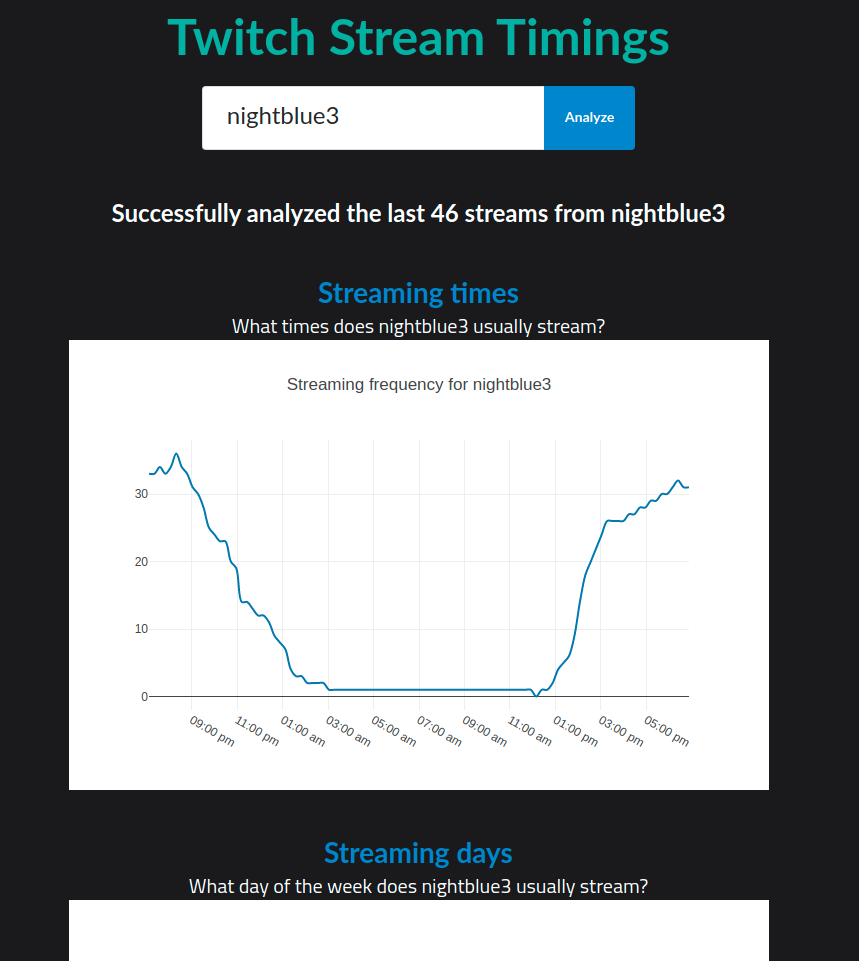 Twitch Stream Timings
nightblue3
Analyze
Successfully analyzed the last 46 streams from nightblue3
Streaming times
What times does nightblue3 usually stream?
Streaming frequency for nightblue3
30
20
10
0
09:00 pm
11:00 pm
01:00 am
03:00 am
05:00 am
07:00 am
09:00 am
11:00 am
01:00 pm
03:00 pm
05:00 pm
Streaming days
What day of the week does nightblue3 usually stream?